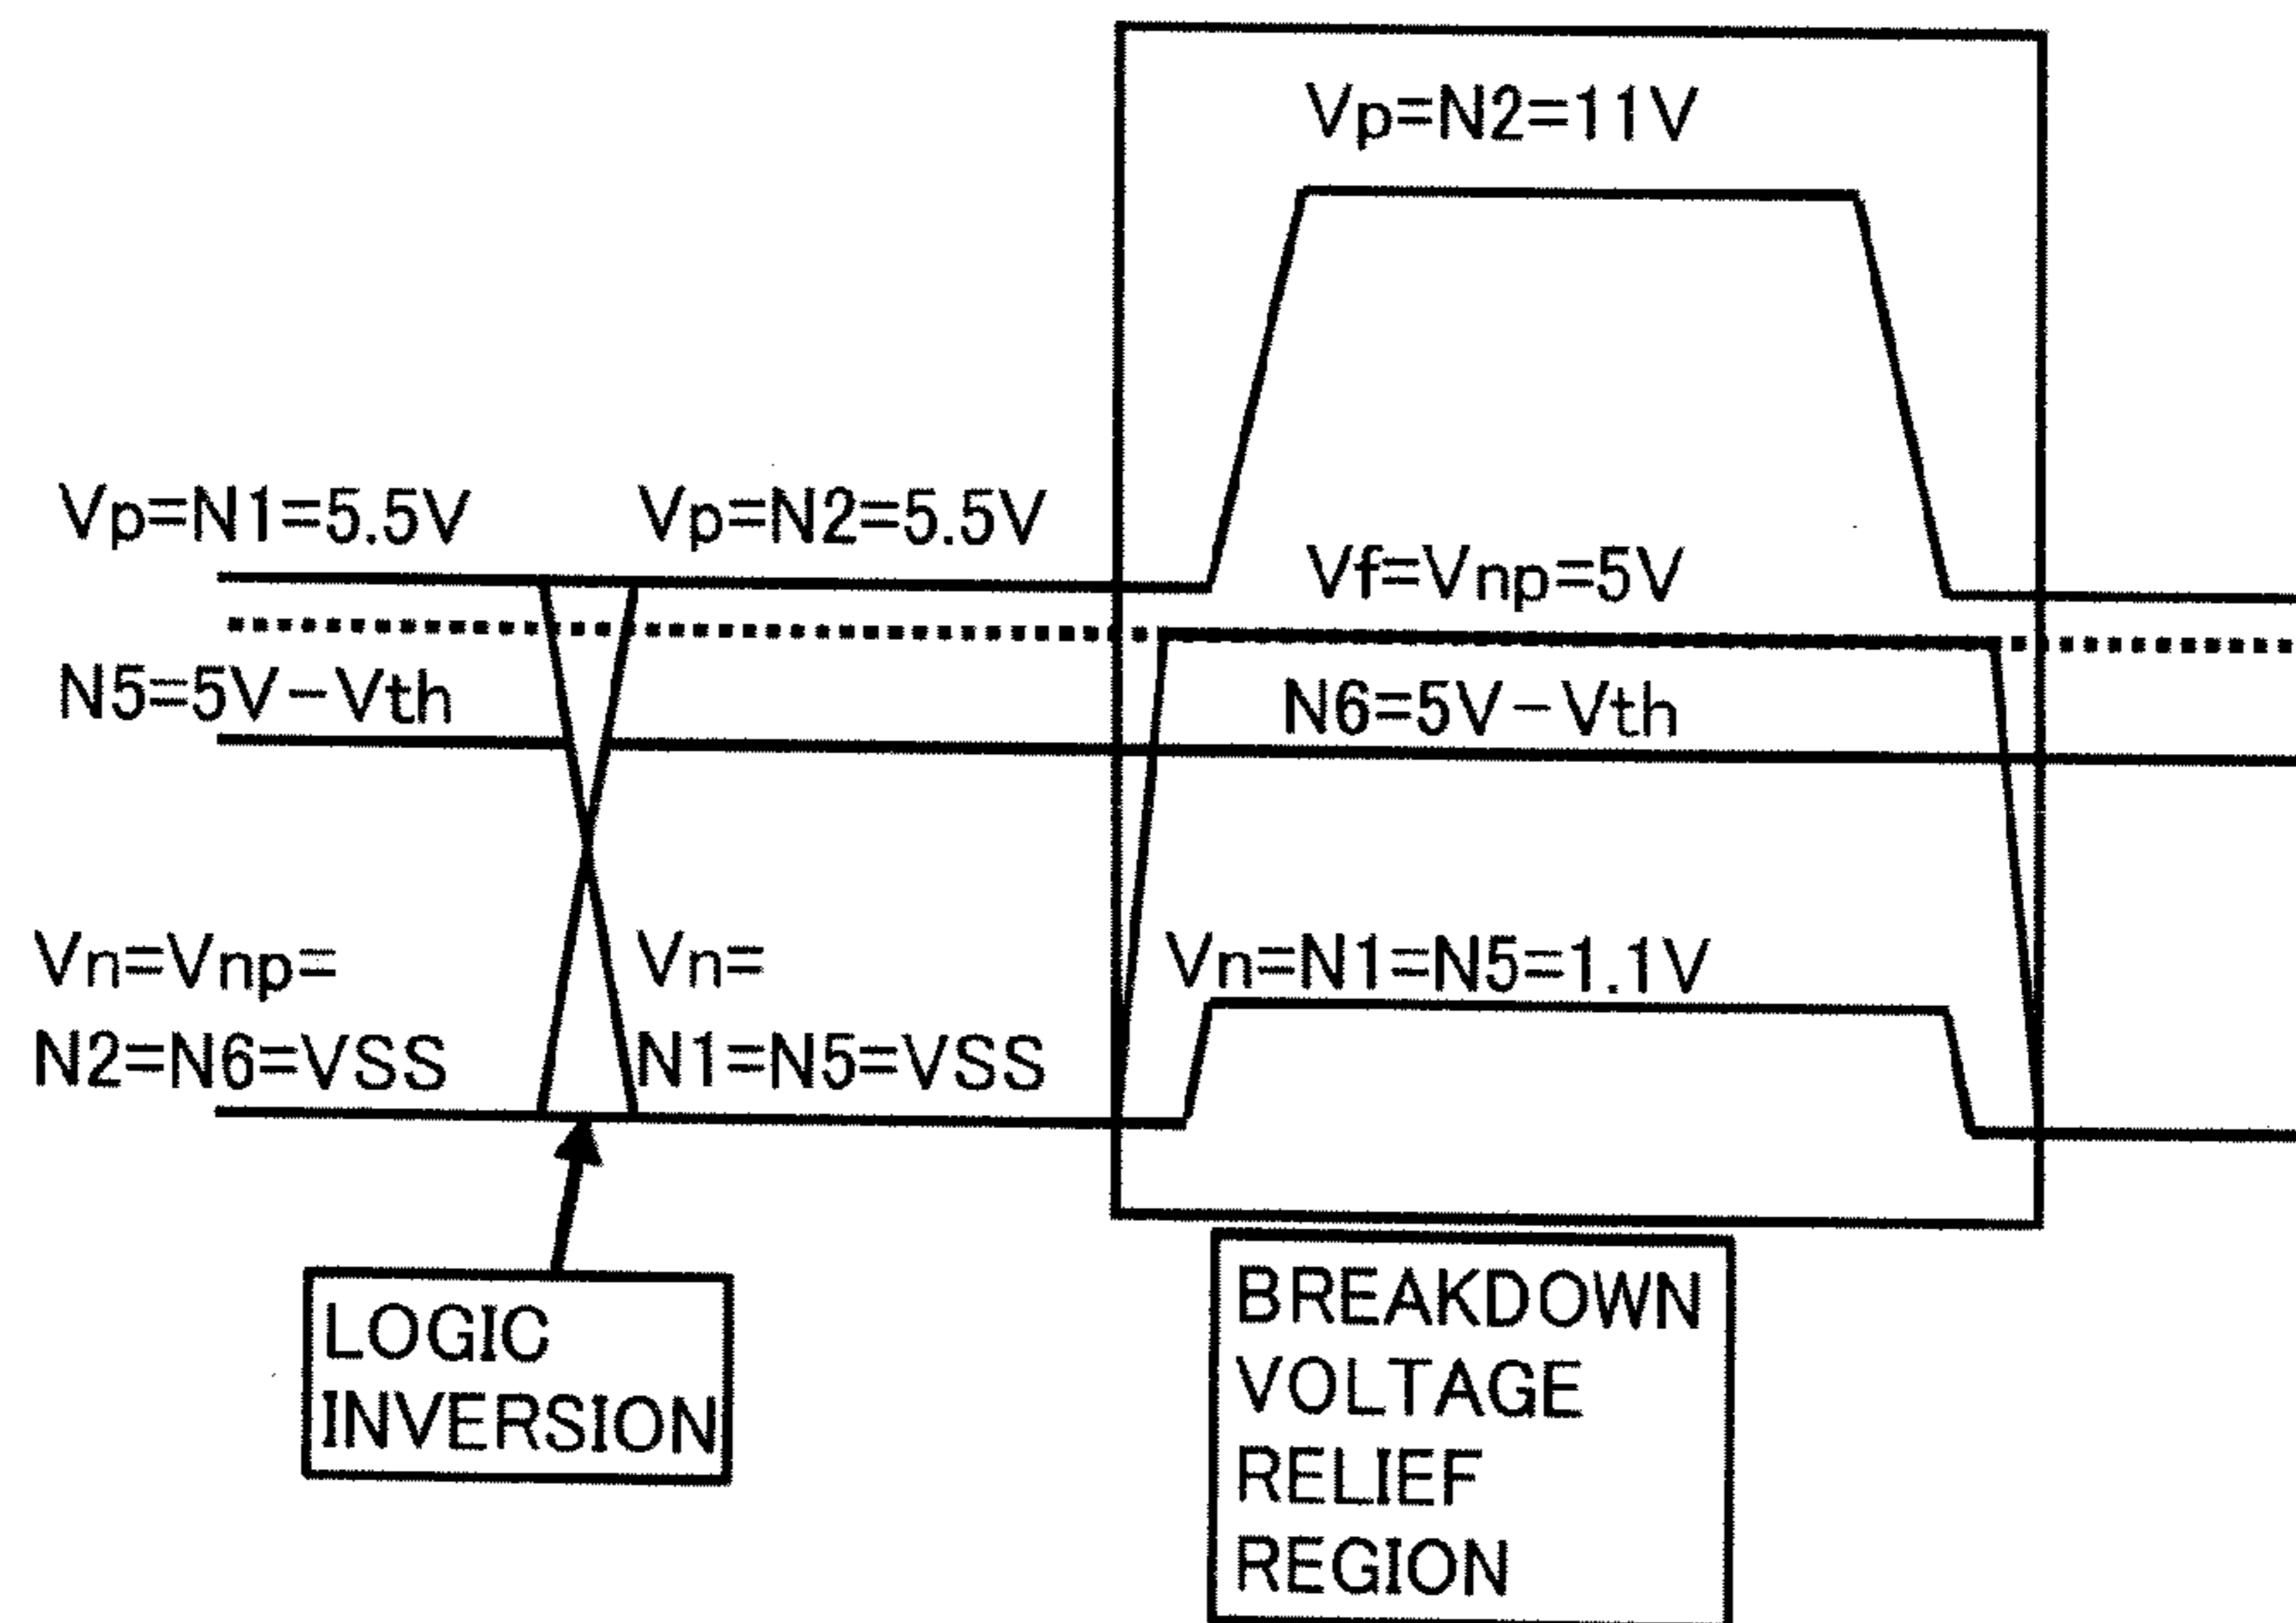 Vp=N2=11V
Vp=N1=5.5V
Vp=N2=5.5V
Vf=Vnp=5V
N5=5V-Vth
N6=5V-Vth
Vn=Vnp=
N2=N6=VSS
Vn=
N1=N5=VSS
Vn=N1=N5=1.1V
LOGIC
INVERSION
BREAKDOWN
VOLTAGE
RELIEF
REGION